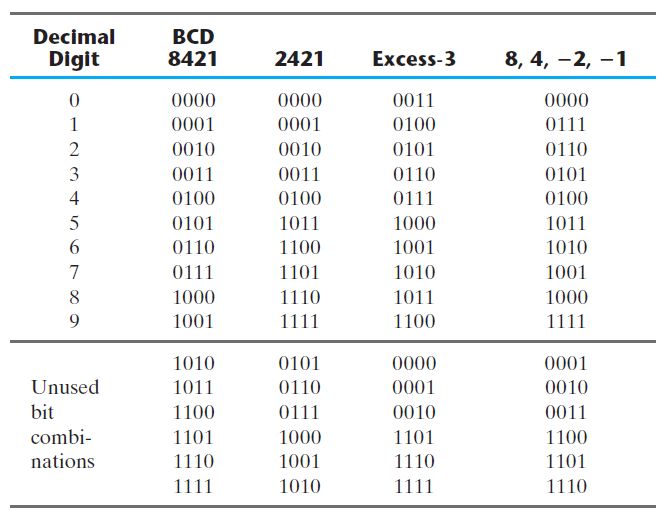 Decimal Digit BCD 8421 2421 Excess-3 8, 4, −2, −1
0 0000 0000 0011 0000
1 0001 0001 0100 0111
2 0010 0010 0101 0110
3 0011 0011 0110 0101
4 0100 0100 0111 0100
5 0101 1011 1000 1011
6 0110 1100 1001 1010
7 0111 1101 1010 1001
8 1000 1110 1011 1000
9 1001 1111 1100 1111
1010 0101 0000 0001
Unused 1011 0110 0001 0010
bit 1100 0111 0010 0011
combi- 1101 1000 1101 1100
nations 1110 1001 1110 1101
1111 1010 1111 1110